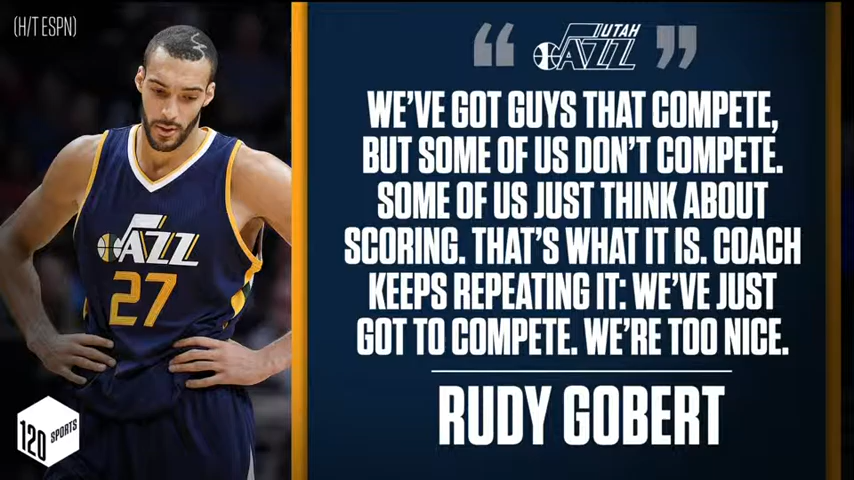 (H/T ESPN)
“ UTAH JAZZ ”
WE'VE GOT GUYS THAT COMPETE,
BUT SOME OF US DON'T COMPETE.
SOME OF US JUST THINK ABOUT
SCORING. THAT'S WHAT IT IS. COACH
KEEPS REPEATING IT: WE'VE JUST
GOT TO COMPETE. WE'RE TOO NICE.
RUDY GOBERT
JAZZ
27
120 SPORTS